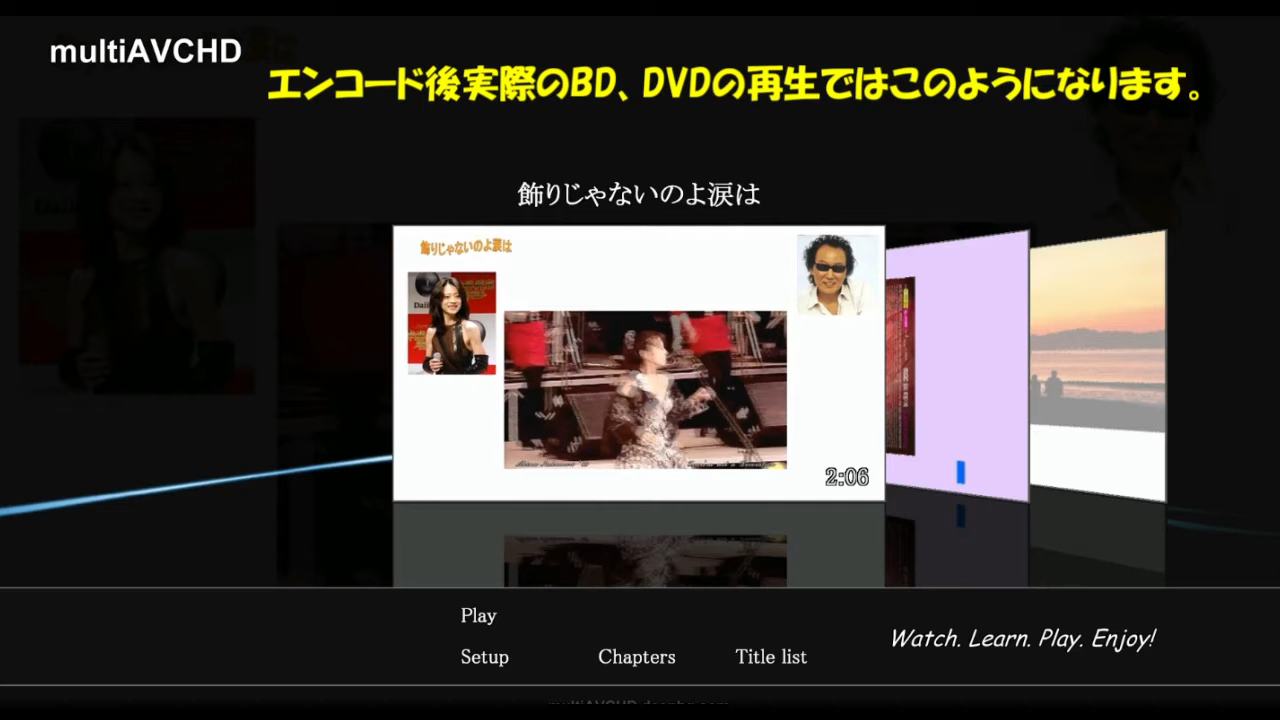 multiAVCHD
エンコード後実際のBD、DVDの再生ではこのようになります。
飾りじゃないのよ涙は
飾りじゃないのよ涙は
2:06
Play
Setup
Chapters
Title list
Watch. Learn. Play. Enjoy!